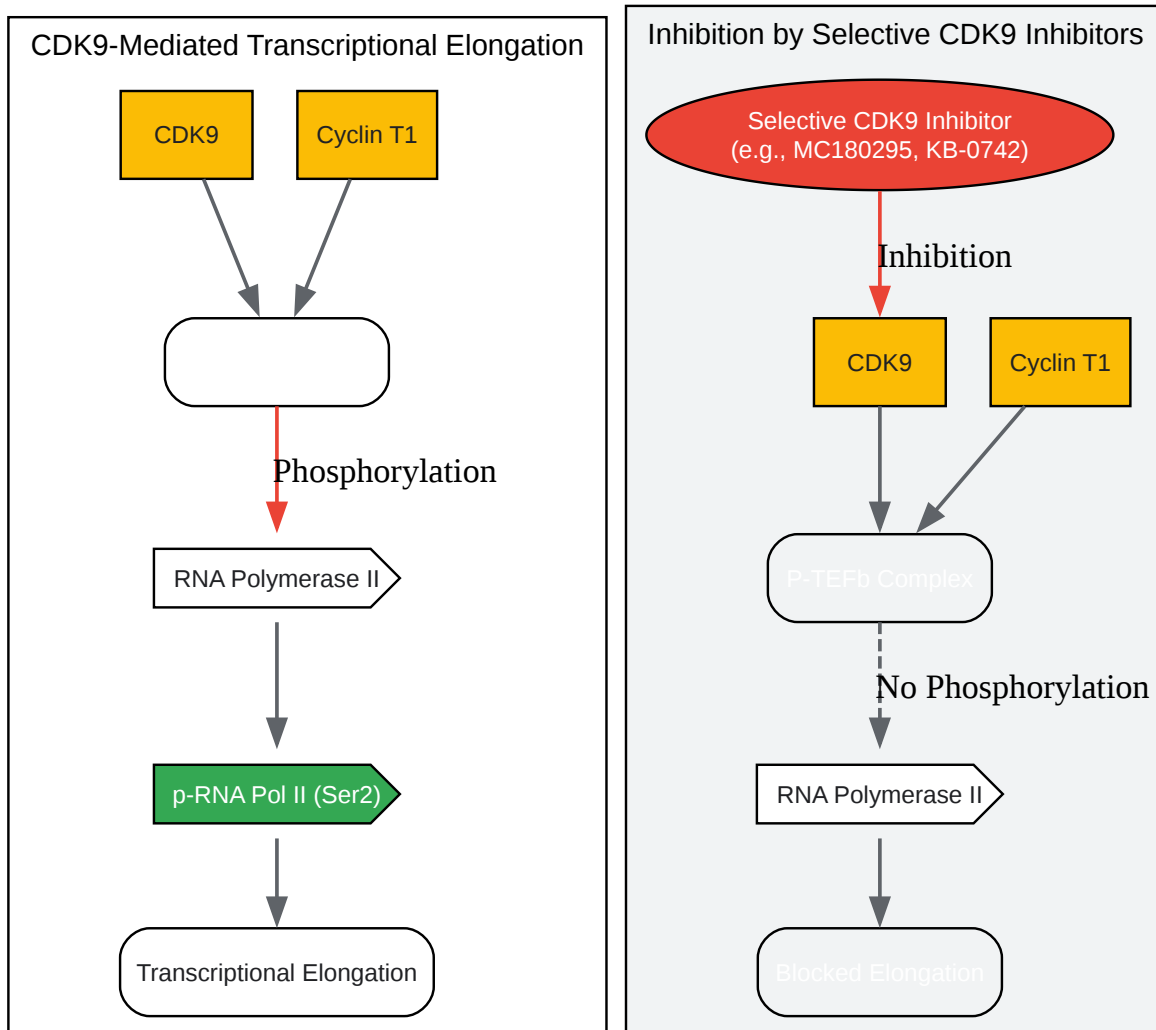 CDK9-Mediated Transcriptional Elongation
CDK9
Cyclin T1
Phosphorylation
RNA Polymerase II
p-RNA Pol II (Ser2)
Transcriptional Elongation
Inhibition by Selective CDK9 Inhibitors
Selective CDK9 Inhibitor
(e.g., MC180295, KB-0742)
Inhibition
CDK9
Cyclin T1
P-TEFb Complex
No Phosphorylation
RNA Polymerase II
Blocked Elongation